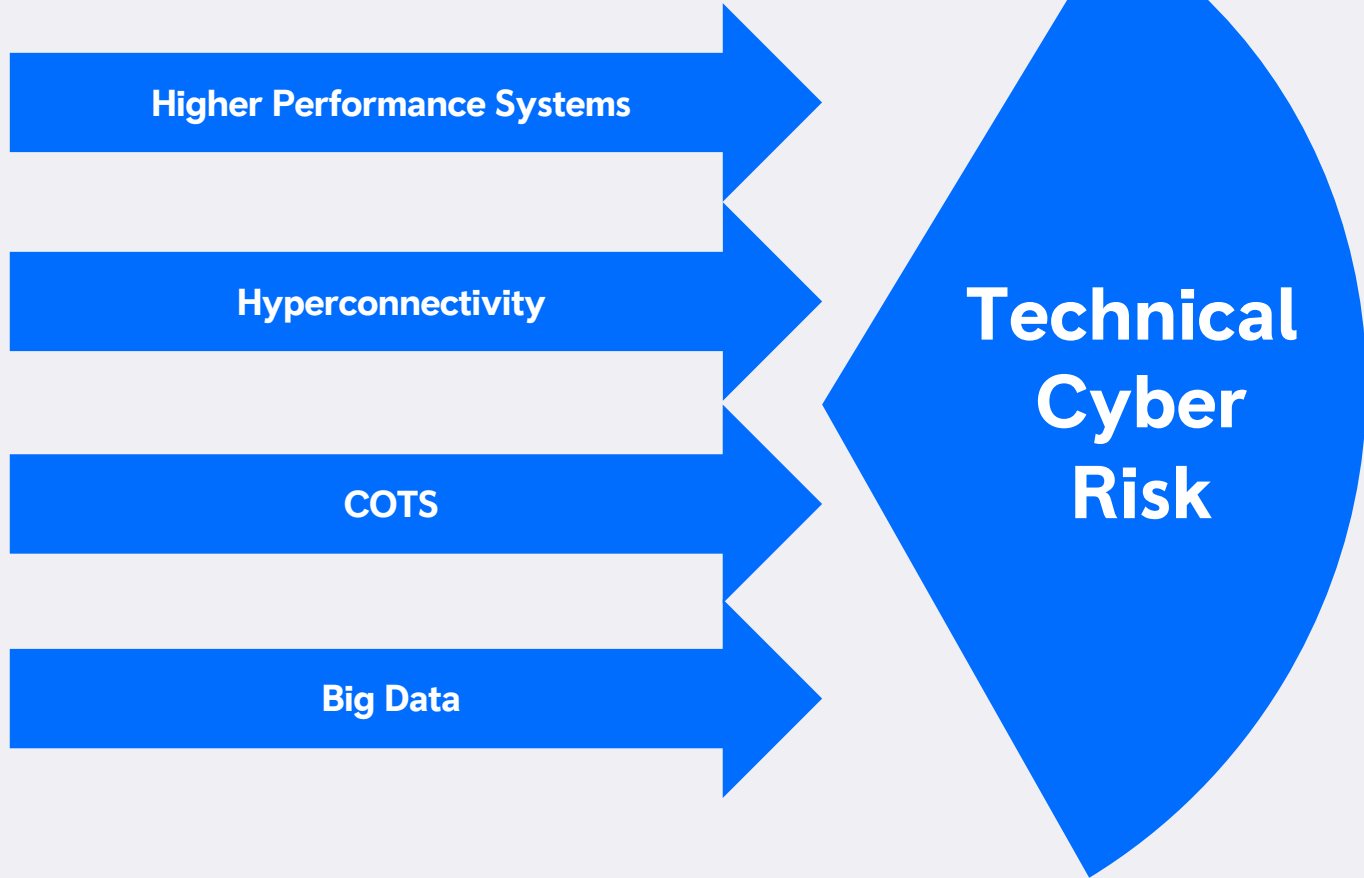 Higher Performance Systems
Hyperconnectivity
COTS
Big Data
Technical
Cyber
Risk